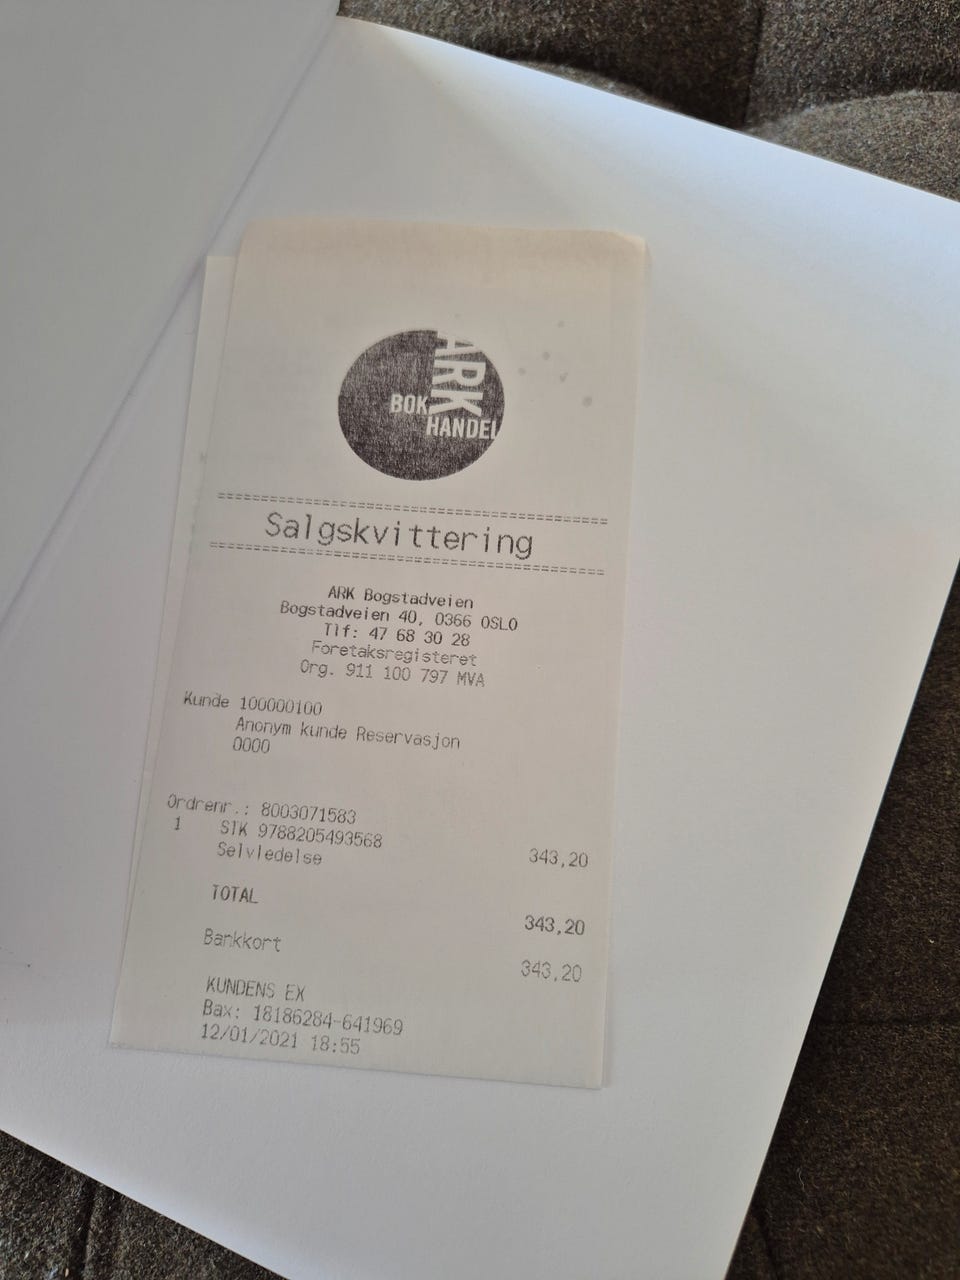 ARK
BOK
HANDEL
========================================
Salgskvittering
========================================
ARK Bogstadveien
Bogstadveien 40, 0366 OSLO
Tlf: 47 68 30 28
Foretaksregisteret
Org. 911 100 797 MVA
Kunde 100000100
Anonym kunde Reservasjon
0000
Ordrenr.: 8003071583
1 STK 9788205493568
Selvledelse 343,20
TOTAL 343,20
Bankkort 343,20
KUNDENS EX
Bax: 18186284-641969
12/01/2021 18:55